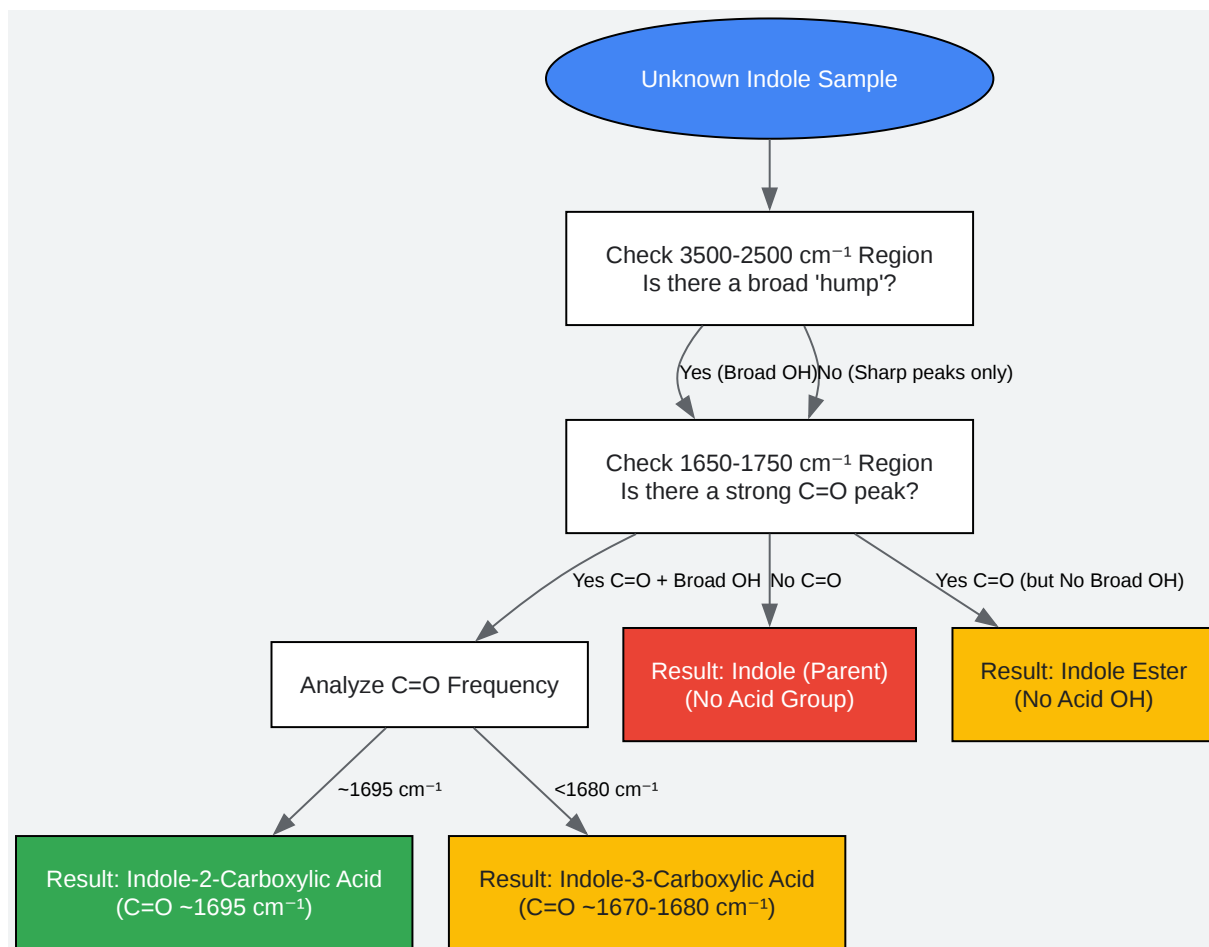 Unknown Indole Sample
Check 3500-2500 cm⁻¹ Region
Is there a broad 'hump'?
Yes (Broad OH)
No (Sharp peaks only)
Check 1650-1750 cm⁻¹ Region
Is there a strong C=O peak?
Yes C=O + Broad OH
No C=O
Yes C=O (but No Broad OH)
Analyze C=O Frequency
Result: Indole (Parent)
(No Acid Group)
Result: Indole Ester
(No Acid OH)
~1695 cm⁻¹
<1680 cm⁻¹
Result: Indole-2-Carboxylic Acid
(C=O ~1695 cm⁻¹)
Result: Indole-3-Carboxylic Acid
(C=O ~1670-1680 cm⁻¹)